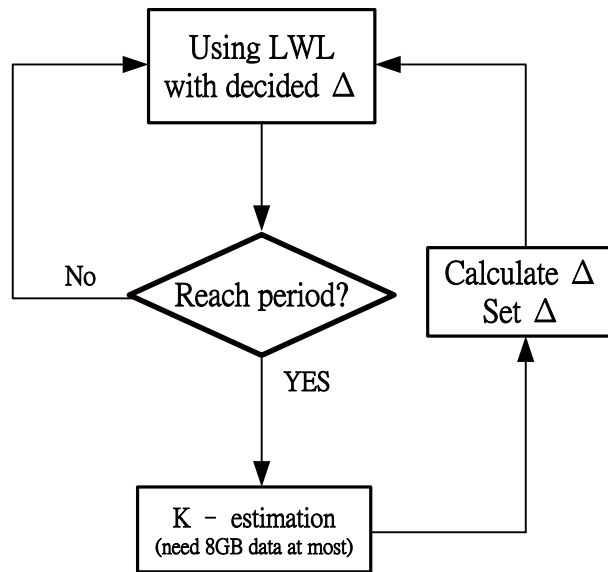 Using LWL
with decided Δ
No
Reach period?
Calculate Δ
Set Δ
YES
K - estimation
(need 8GB data at most)